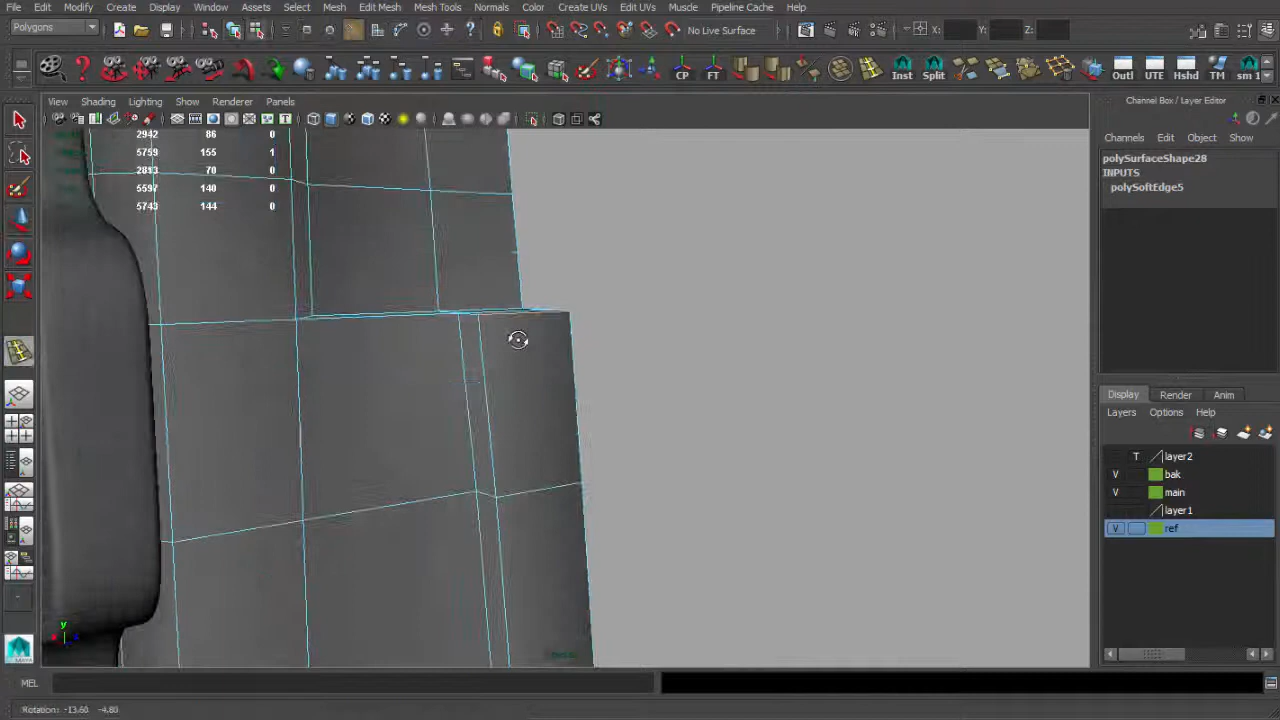 File Edit Modify Create Display Window Assets Select Mesh Edit Mesh Mesh Tools Normals Color Create UVs Edit UVs Muscle Pipeline Cache Help
Polygons No Live Surface X: Y: Z:
CP FT Inst Split Outl UTE Hshd TM sm 1
View Shading Lighting Show Renderer Panels
Channel Box / Layer Editor
Channels Edit Object Show
2942 86 0
5759 155 1
2813 70 0
5597 140 0
5743 144 0
polySurfaceShape28
INPUTS
polySoftEdge5
Display Render Anim
Layers Options Help
T layer2
V bak
V main
layer1
V ref
y
MEL
Rotation: -13.60 -4.80